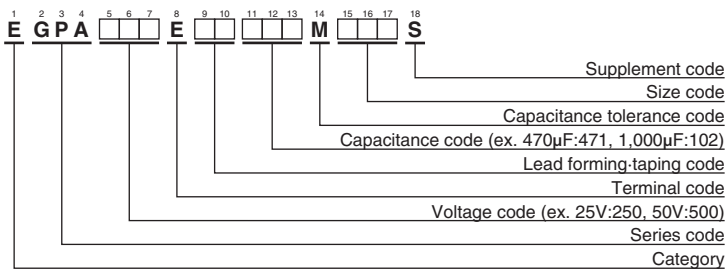 1 2 3 4 5 6 7 8 9 10 11 12 13 14 15 16 17 18
E GPA E M S
Supplement code
Size code
Capacitance tolerance code
Capacitance code (ex. 470µF:471, 1,000µF:102)
Lead forming·taping code
Terminal code
Voltage code (ex. 25V:250, 50V:500)
Series code
Category